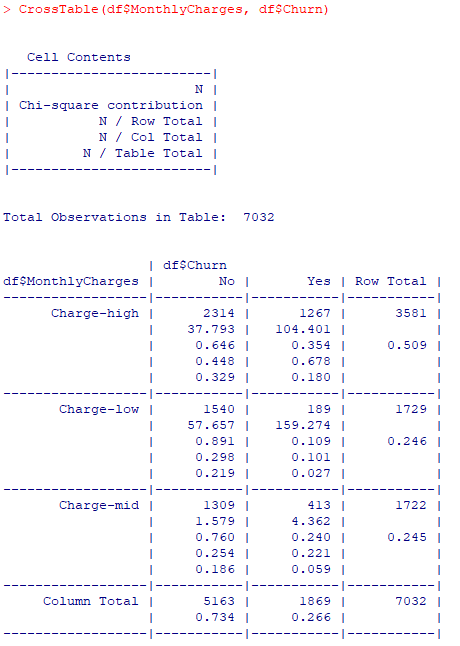 > CrossTable(df$MonthlyCharges, df$Churn)
   Cell Contents
|-------------------------|
|                       N |
| Chi-square contribution |
|           N / Row Total |
|           N / Col Total |
|         N / Table Total |
|-------------------------|
Total Observations in Table:  7032
                  | df$Churn
df$MonthlyCharges |        No |       Yes | Row Total |
------------------|-----------|-----------|-----------|
      Charge-high |      2314 |      1267 |      3581 |
                  |    37.793 |   104.401 |           |
                  |     0.646 |     0.354 |     0.509 |
                  |     0.448 |     0.678 |           |
                  |     0.329 |     0.180 |           |
------------------|-----------|-----------|-----------|
       Charge-low |      1540 |       189 |      1729 |
                  |    57.657 |   159.274 |           |
                  |     0.891 |     0.109 |     0.246 |
                  |     0.298 |     0.101 |           |
                  |     0.219 |     0.027 |           |
------------------|-----------|-----------|-----------|
       Charge-mid |      1309 |       413 |      1722 |
                  |     1.579 |     4.362 |           |
                  |     0.760 |     0.240 |     0.245 |
                  |     0.254 |     0.221 |           |
                  |     0.186 |     0.059 |           |
------------------|-----------|-----------|-----------|
     Column Total |      5163 |      1869 |      7032 |
                  |     0.734 |     0.266 |           |
------------------|-----------|-----------|-----------|